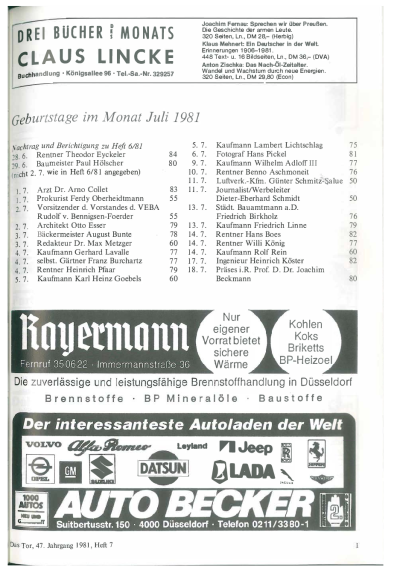 DREI BÜCHER DES MONATS
CLAUS LINCKE
Buchhandlung · Königsallee 96 · Tel.-Sa.-Nr. 329257
Joachim Fernau: Sprechen wir über Preußen.
Die Geschichte der armen Leute.
320 Seiten, Ln., DM 28,– (Herbig)
Klaus Mehnert: Ein Deutscher in der Welt.
Erinnerungen 1906–1981.
448 Text- u. 16 Bildseiten, Ln., DM 36,– (DVA)
Anton Zischka: Das Nach-Öl-Zeitalter.
Wandel und Wachstum durch neue Energien.
320 Seiten, Ln., DM 29,80 (Econ)
Geburtstage im Monat Juli 1981
Nachtrag und Berichtigung zu Heft 6/81
28. 6. Rentner Theodor Eyckeler 84
29. 6. Baumeister Paul Hölscher 80
(nicht 2. 7. wie in Heft 6/81 angegeben)
1. 7. Arzt Dr. Arno Collet 83
1. 7. Prokurist Ferdy Oberheidtmann 55
2. 7. Vorsitzender d. Vorstandes d. VEBA
Rudolf v. Bennigsen-Foerder 55
2. 7. Architekt Otto Esser 79
3. 7. Bäckermeister August Bunte 78
3. 7. Redakteur Dr. Max Metzger 60
4. 7. Kaufmann Gerhard Lavalle 77
4. 7. selbst. Gärtner Franz Burchartz 77
4. 7. Rentner Heinrich Pfaar 79
5. 7. Kaufmann Karl Heinz Goebels 60
5. 7. Kaufmann Lambert Lichtschlag 75
6. 7. Fotograf Hans Pickel 81
9. 7. Kaufmann Wilhelm Adloff III 77
10. 7. Rentner Benno Aschmoneit 76
11. 7. Luftverk.-Kfm. Günter Schmitz-Salue 50
11. 7. Journalist/Werbeleiter
Dieter-Eberhard Schmidt 50
13. 7. Städt. Bauamtmann a.D.
Friedrich Birkholz 76
13. 7. Kaufmann Friedrich Linne 79
14. 7. Rentner Hans Boes 82
14. 7. Rentner Willi König 77
14. 7. Kaufmann Rolf Rein 60
17. 7. Ingenieur Heinrich Köster 82
18. 7. Präses i.R. Prof. D. Dr. Joachim
Beckmann 80
Rayermann
Fernruf 350622 · Immermannstraße 36
Nur
eigener
Vorrat bietet
sichere
Wärme
Kohlen
Koks
Briketts
BP-Heizoel
Die zuverlässige und leistungsfähige Brennstoffhandlung in Düsseldorf
Brennstoffe · BP Mineralöle · Baustoffe
Der interessanteste Autoladen der Welt
VOLVO Alfa Romeo Leyland Jeep
OPEL GM SUZUKI DATSUN LADA
1000
AUTOS
NEU UND
AUTO BECKER
Suitbertusstr. 150 · 4000 Düsseldorf · Telefon 0211/3380-1
Das Tor, 47. Jahrgang 1981, Heft 7 1